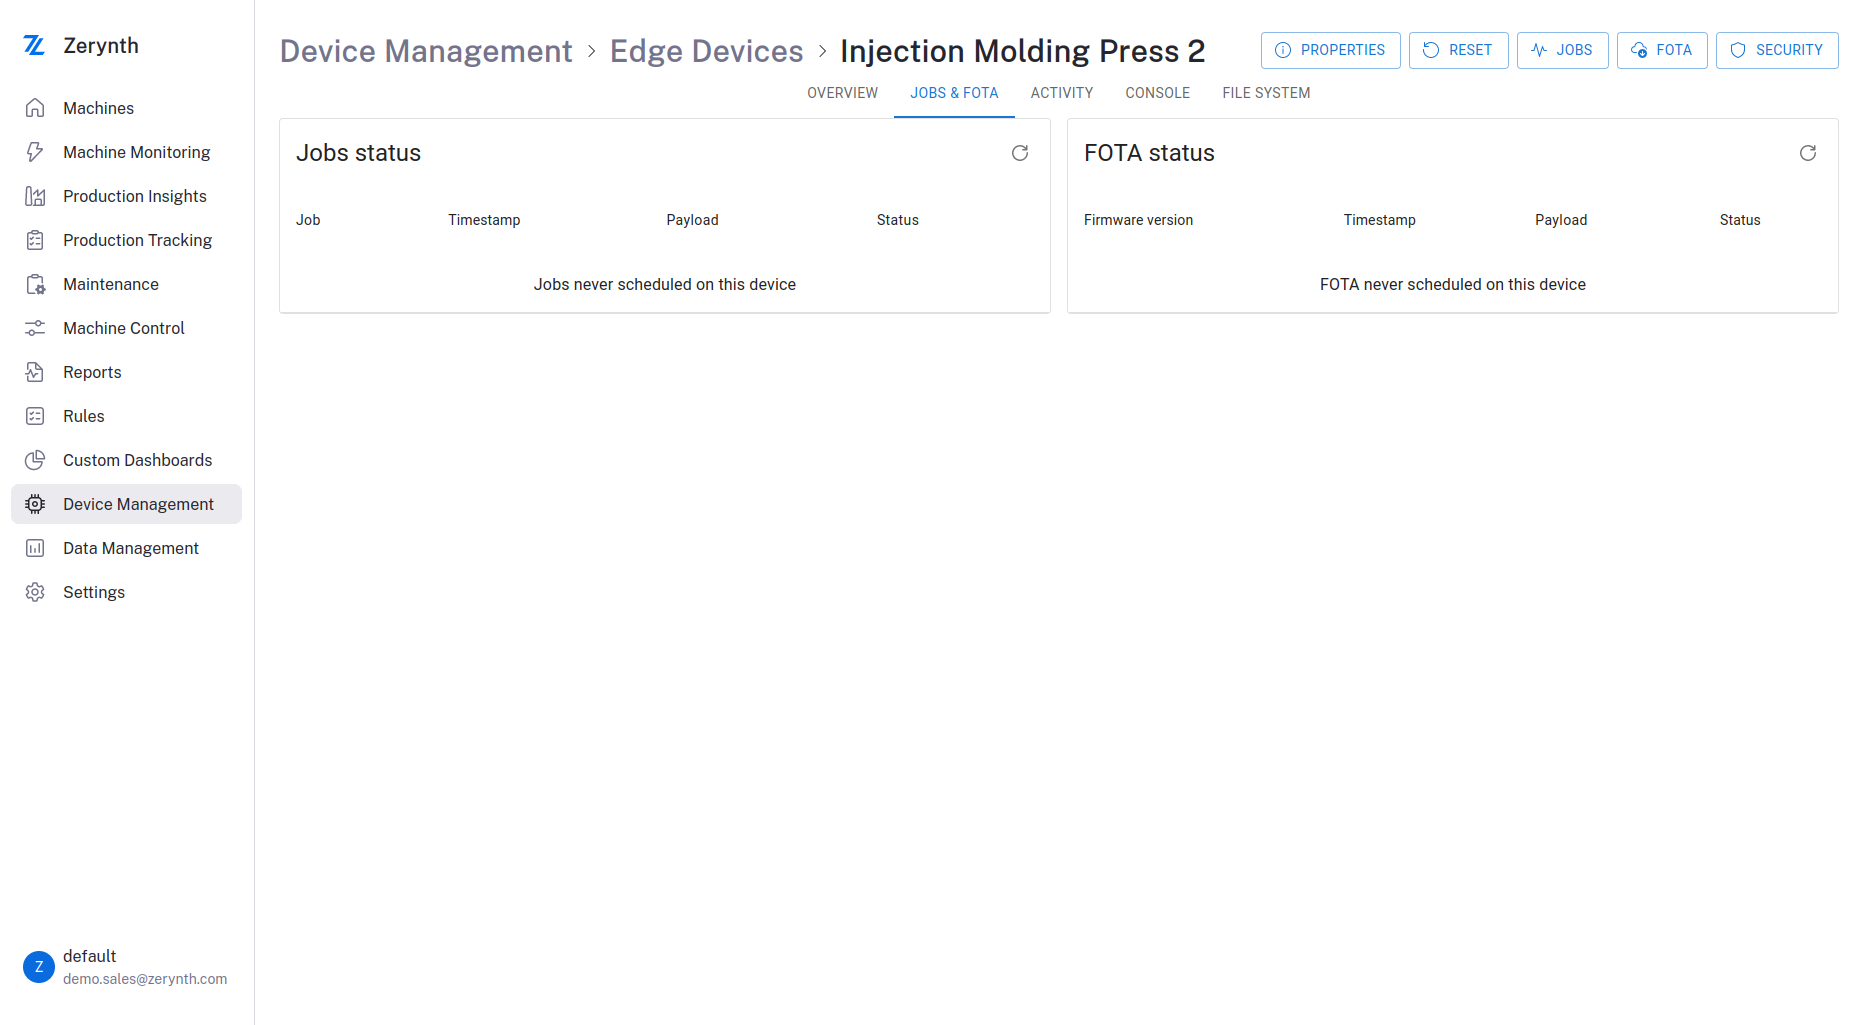 Zerynth
Machines
Machine Monitoring
Production Insights
Production Tracking
Maintenance
Machine Control
Reports
Rules
Custom Dashboards
Device Management
Data Management
Settings
Z
default
demo.sales@zerynth.com
Device Management > Edge Devices > Injection Molding Press 2
PROPERTIES
RESET
JOBS
FOTA
SECURITY
OVERVIEW
JOBS & FOTA
ACTIVITY
CONSOLE
FILE SYSTEM
Jobs status
Job Timestamp Payload Status
Jobs never scheduled on this device
FOTA status
Firmware version Timestamp Payload Status
FOTA never scheduled on this device